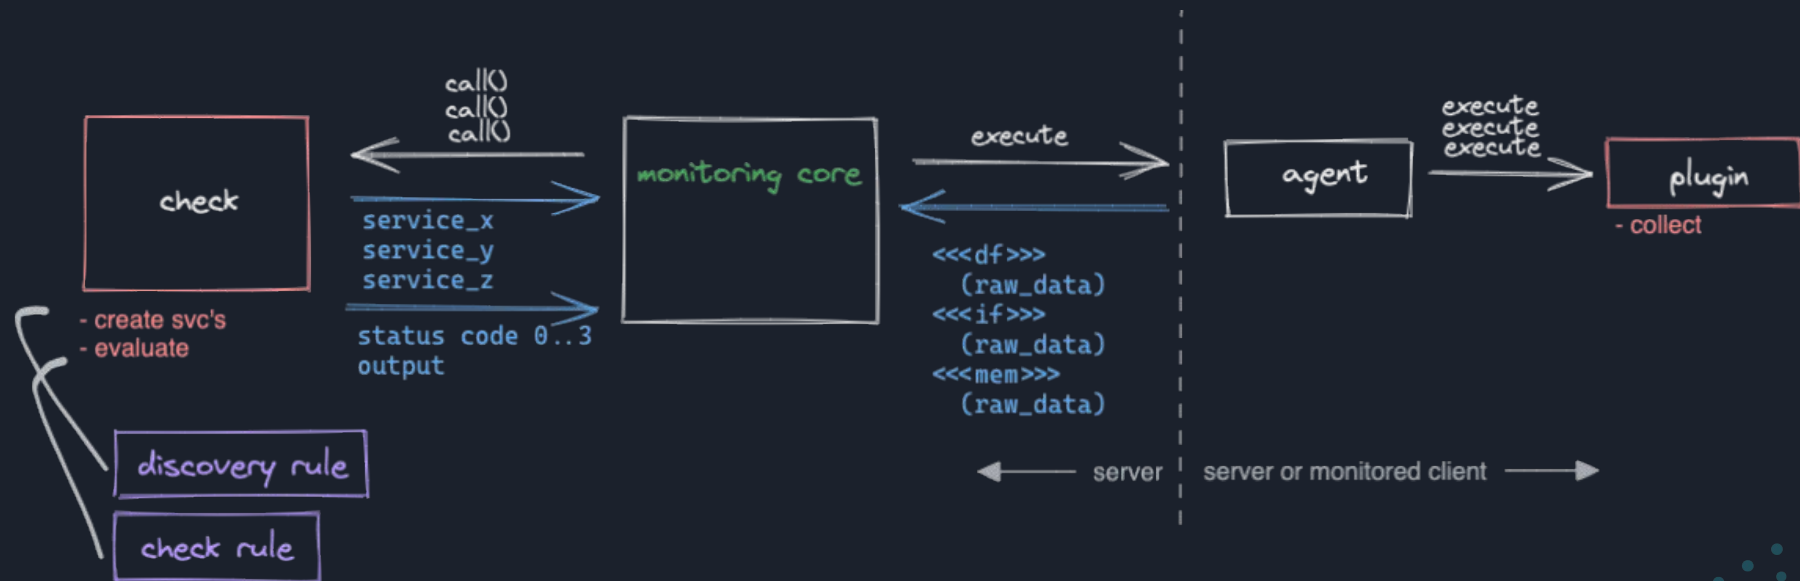 call()
call()
call()
check
service_x
service_y
service_z
- create svc's
- evaluate
status code 0..3
output
discovery rule
check rule
monitoring core
execute
<<<df>>>
(raw_data)
<<<if>>>
(raw_data)
<<<mem>>>
(raw_data)
server
server or monitored client
agent
execute
execute
execute
plugin
- collect